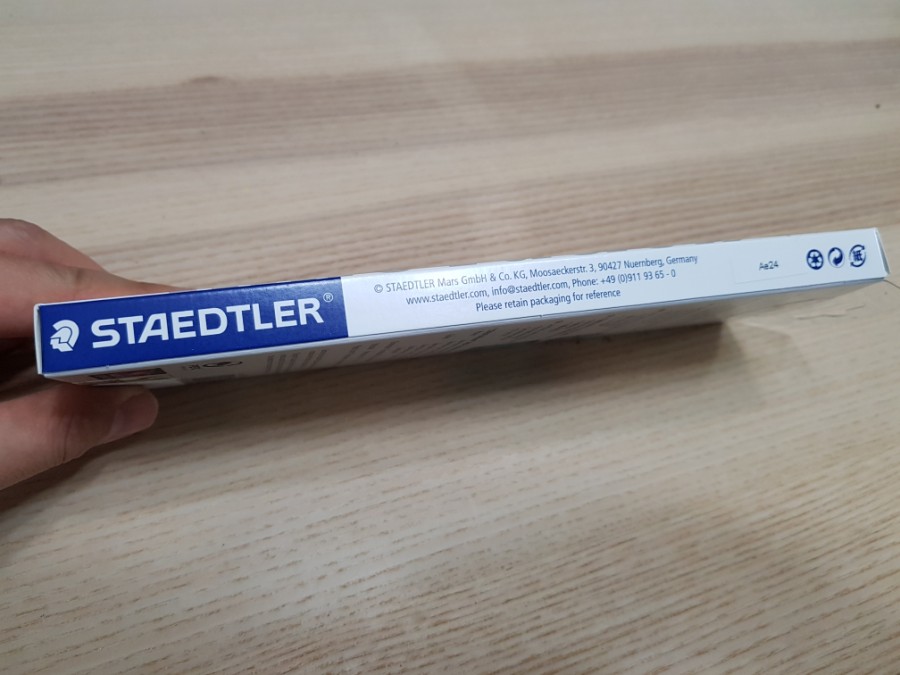 STAEDTLER®
© STAEDTLER Mars GmbH & Co. KG, Moosaeckerstr. 3, 90427 Nuernberg, Germany
www.staedtler.com, info@staedtler.com, Phone: +49 (0)911 93 65 - 0
Please retain packaging for reference
Aa24